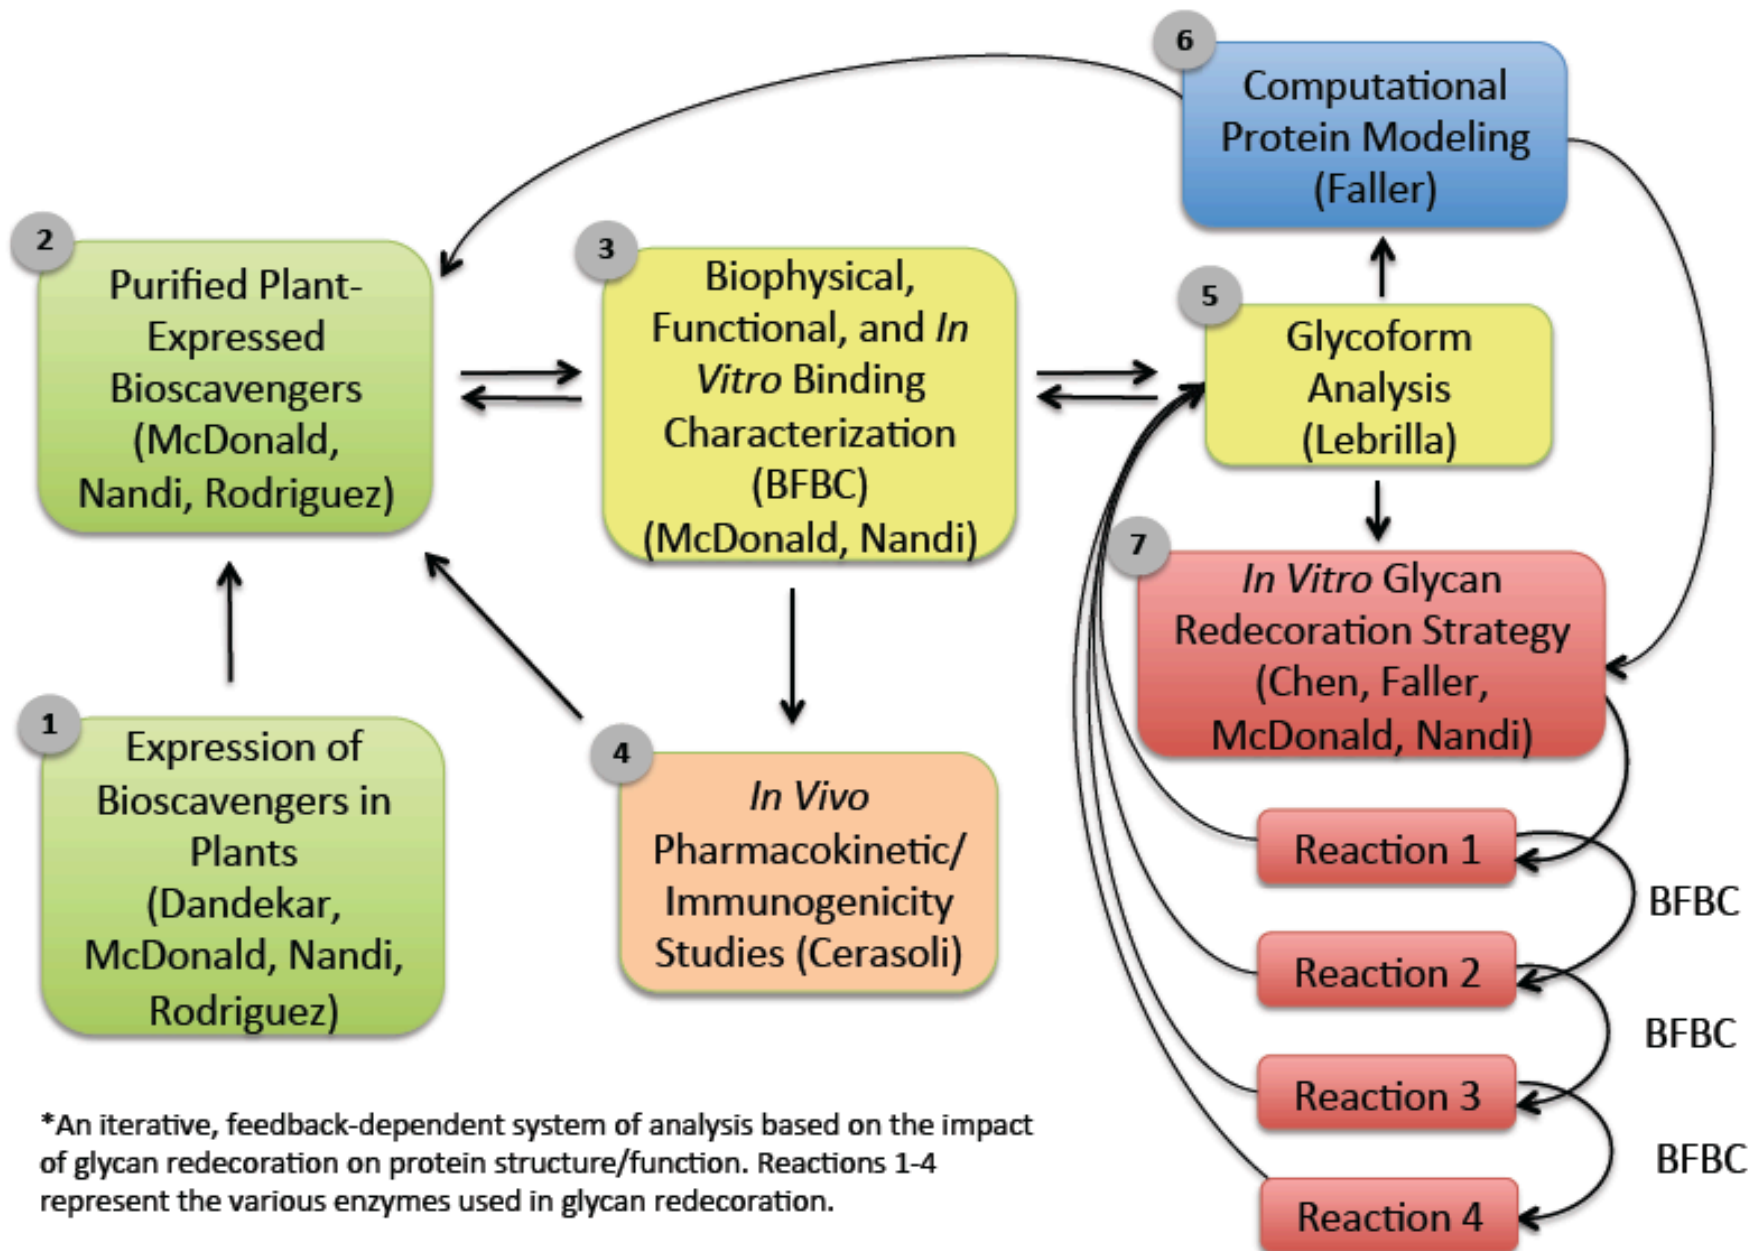 6
Computational
Protein Modeling
(Faller)
2
Purified Plant-
Expressed
Bioscavengers
(McDonald,
Nandi, Rodriguez)
3
Biophysical,
Functional, and In
Vitro Binding
Characterization
(BFBC)
(McDonald, Nandi)
5
Glycoform
Analysis
(Lebrilla)
7
In Vitro Glycan
Redecoration Strategy
(Chen, Faller,
McDonald, Nandi)
1
Expression of
Bioscavengers in
Plants
(Dandekar,
McDonald, Nandi,
Rodriguez)
4
In Vivo
Pharmacokinetic/
Immunogenicity
Studies (Cerasoli)
Reaction 1
BFBC
Reaction 2
BFBC
Reaction 3
BFBC
Reaction 4
*An iterative, feedback-dependent system of analysis based on the impact
of glycan redecoration on protein structure/function. Reactions 1-4
represent the various enzymes used in glycan redecoration.